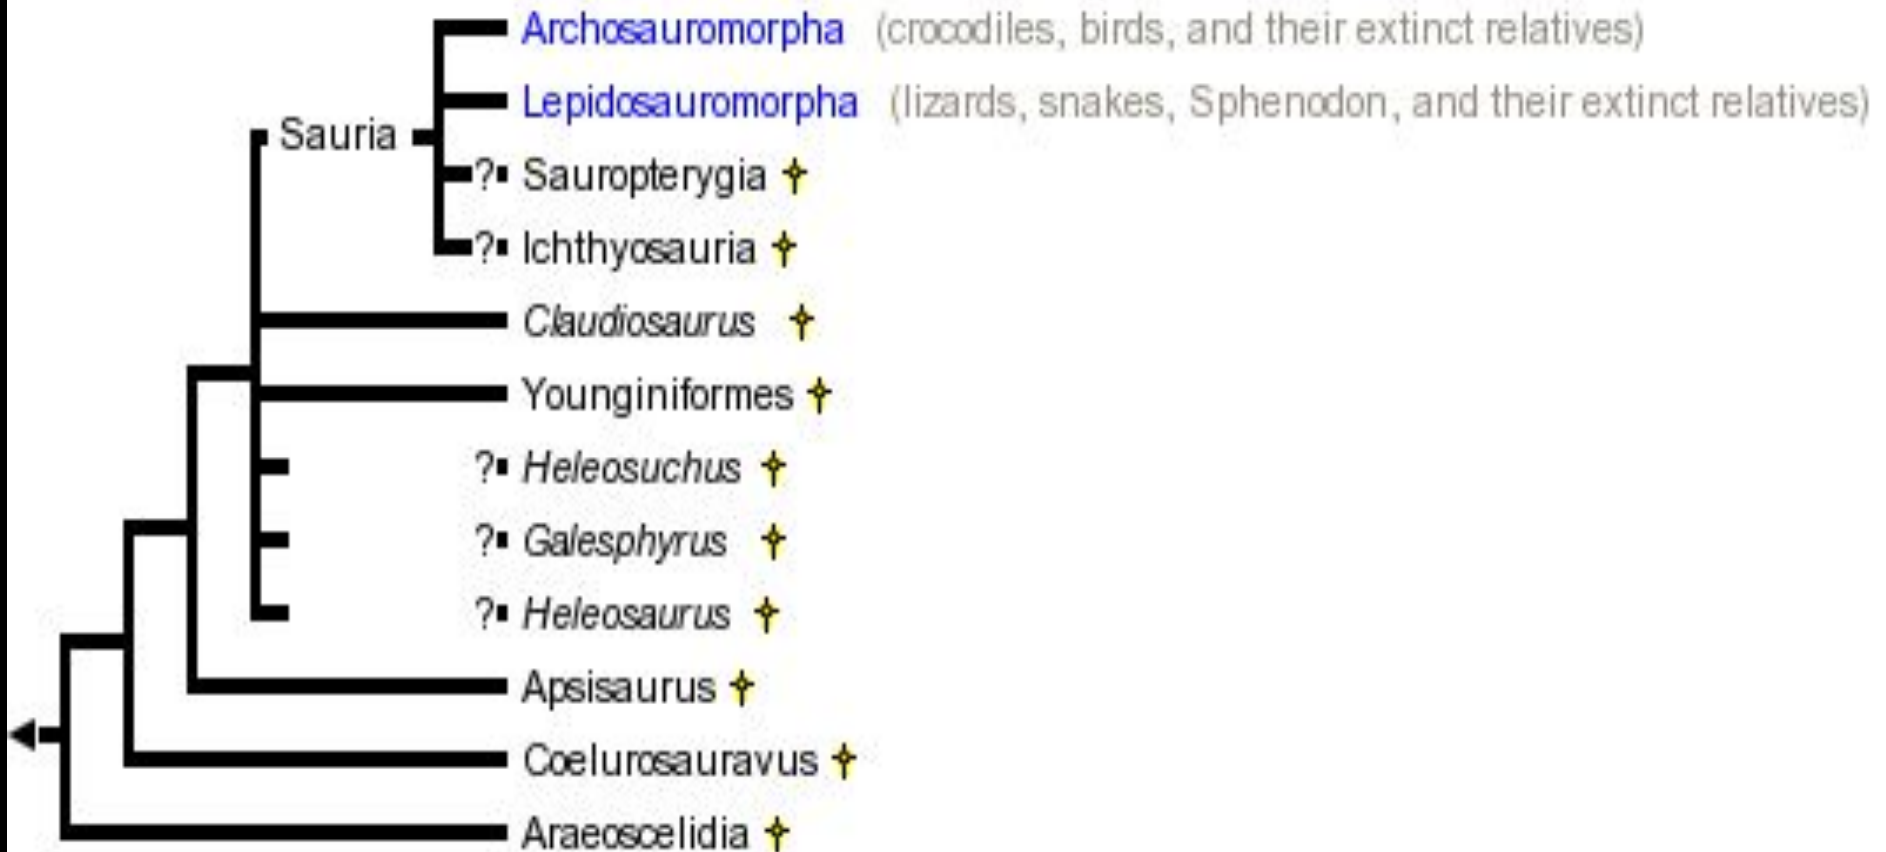 Archosauromorpha (crocodiles, birds, and their extinct relatives)
Lepidosauromorpha (lizards, snakes, Sphenodon, and their extinct relatives)
Sauria
? Sauropterygia
? Ichthyosauria
Claudiosaurus
Younginiformes
? Heleosuchus
? Galesphyrus
? Heleosaurus
Apsisaurus
Coelurosauravus
Araeoscelidia